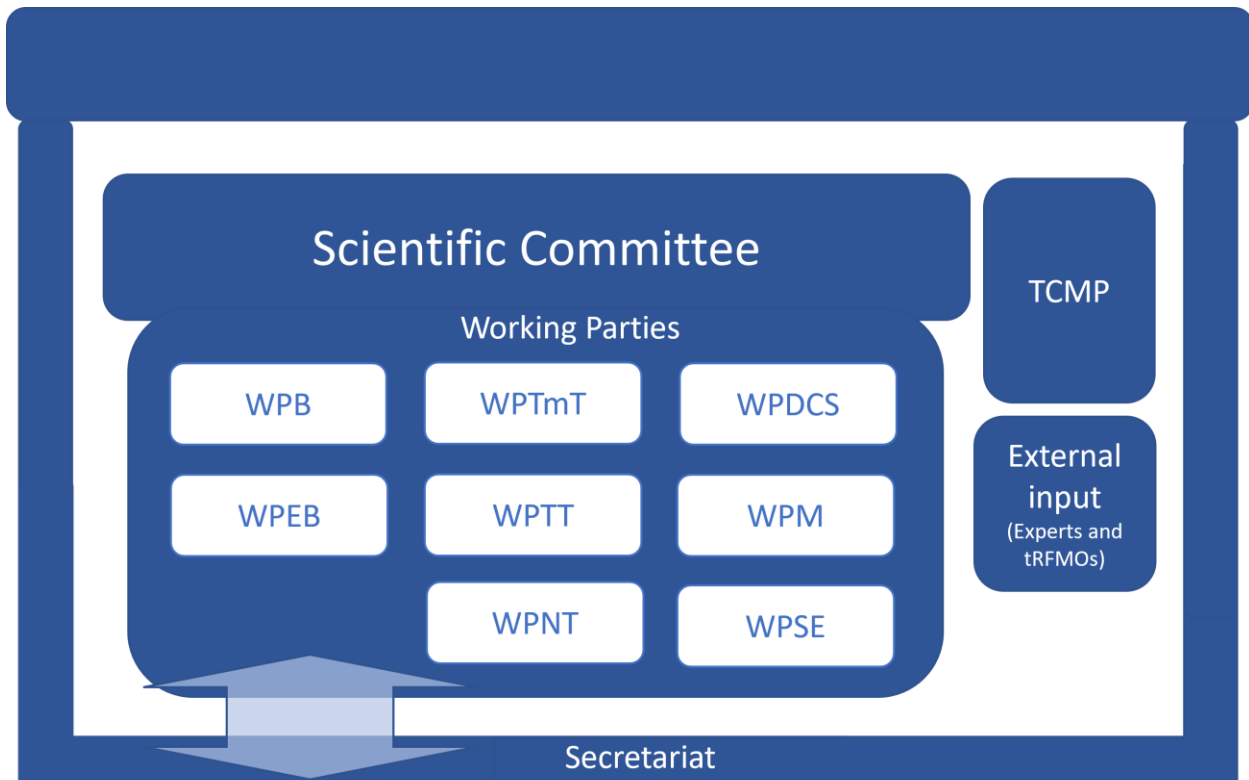 Scientific Committee
TCMP
Working Parties
WPB
WPTmT
WPDCS
WPEB
WPTT
WPM
WPNT
WPSE
External
input
(Experts and
tRFMOs)
Secretariat